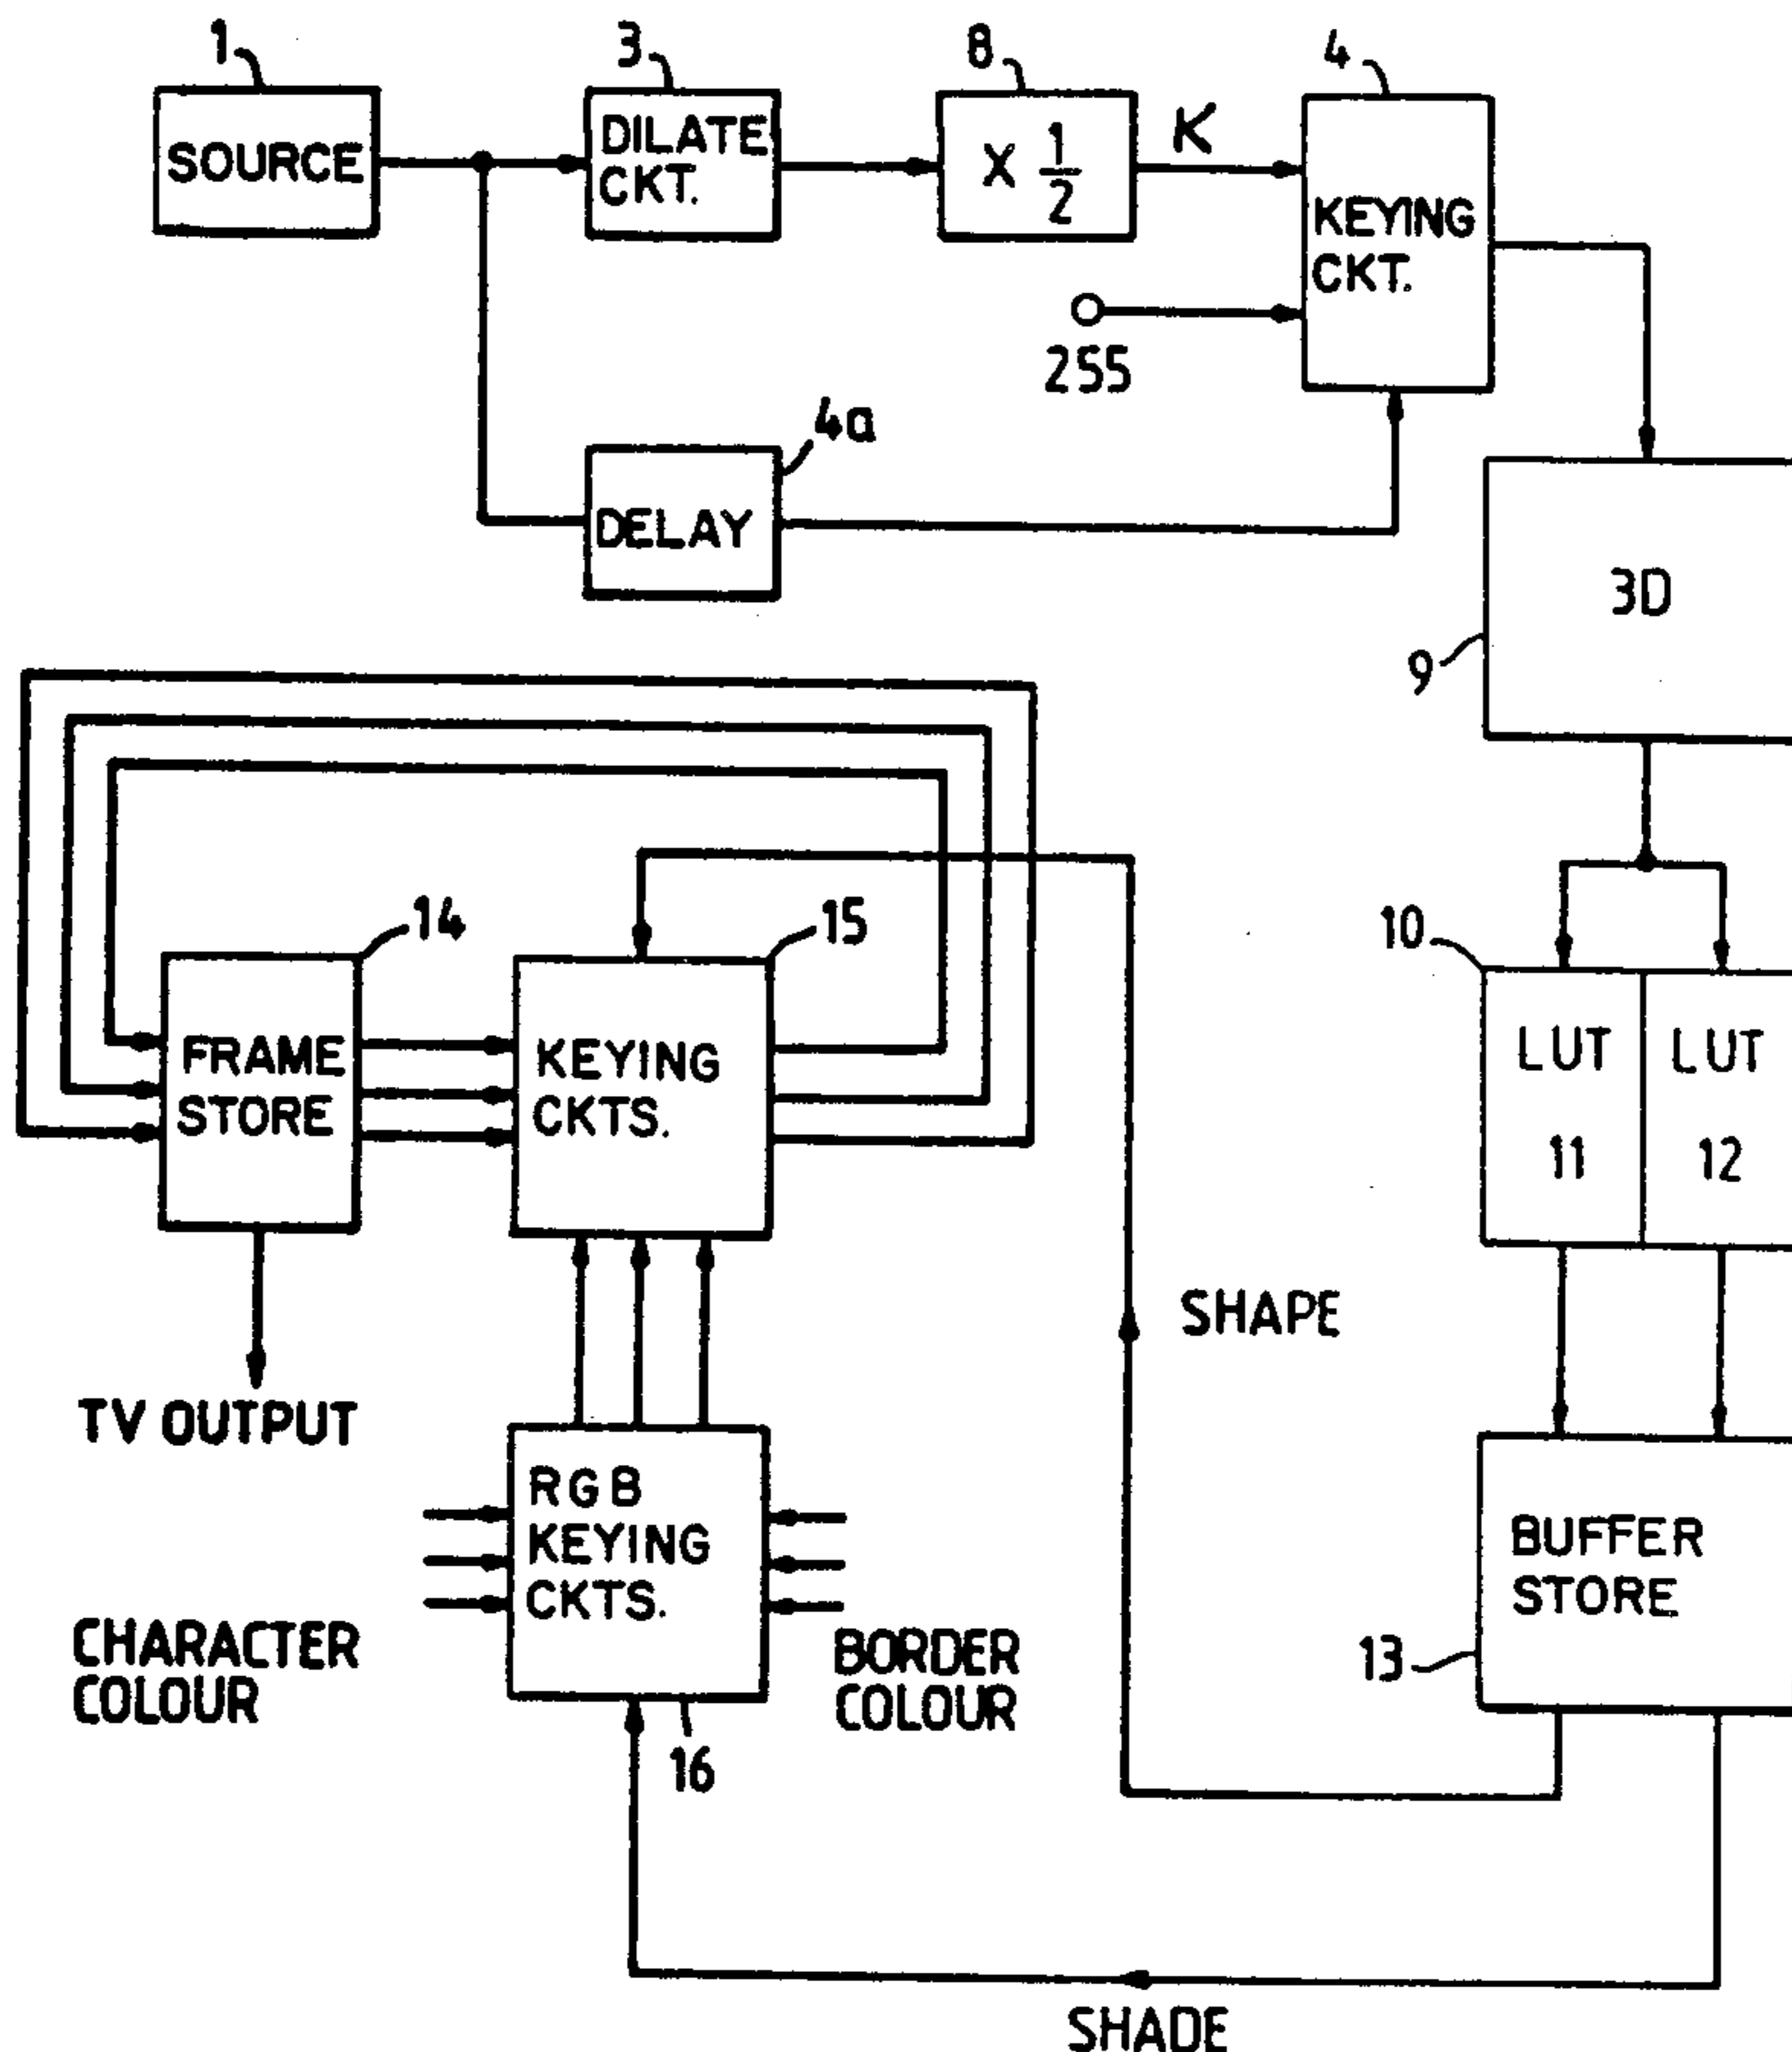 1
3
8
4
SOURCE
DILATE
CKT.
X 1/2
K
KEYING
CKT.
255
4a
DELAY
3D
9
14
15
10
FRAME
STORE
KEYING
CKTS.
LUT
11
LUT
12
SHAPE
TV OUTPUT
RGB
KEYING
CKTS.
BUFFER
STORE
CHARACTER
COLOUR
BORDER
COLOUR
13
16
SHADE